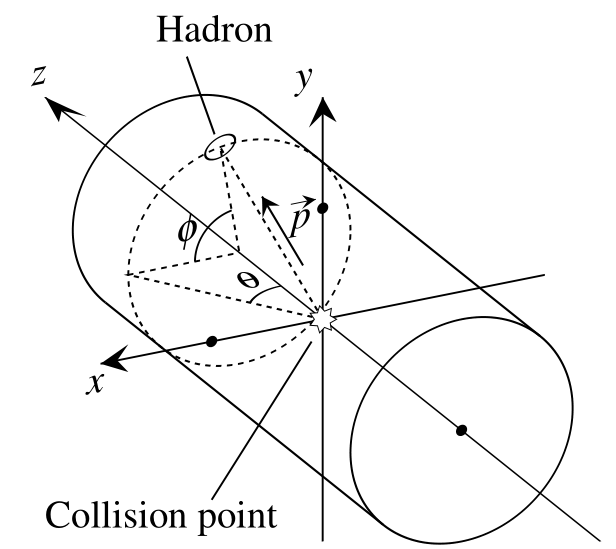 Hadron
z
y
ϕ
p⃗
θ
x
Collision point